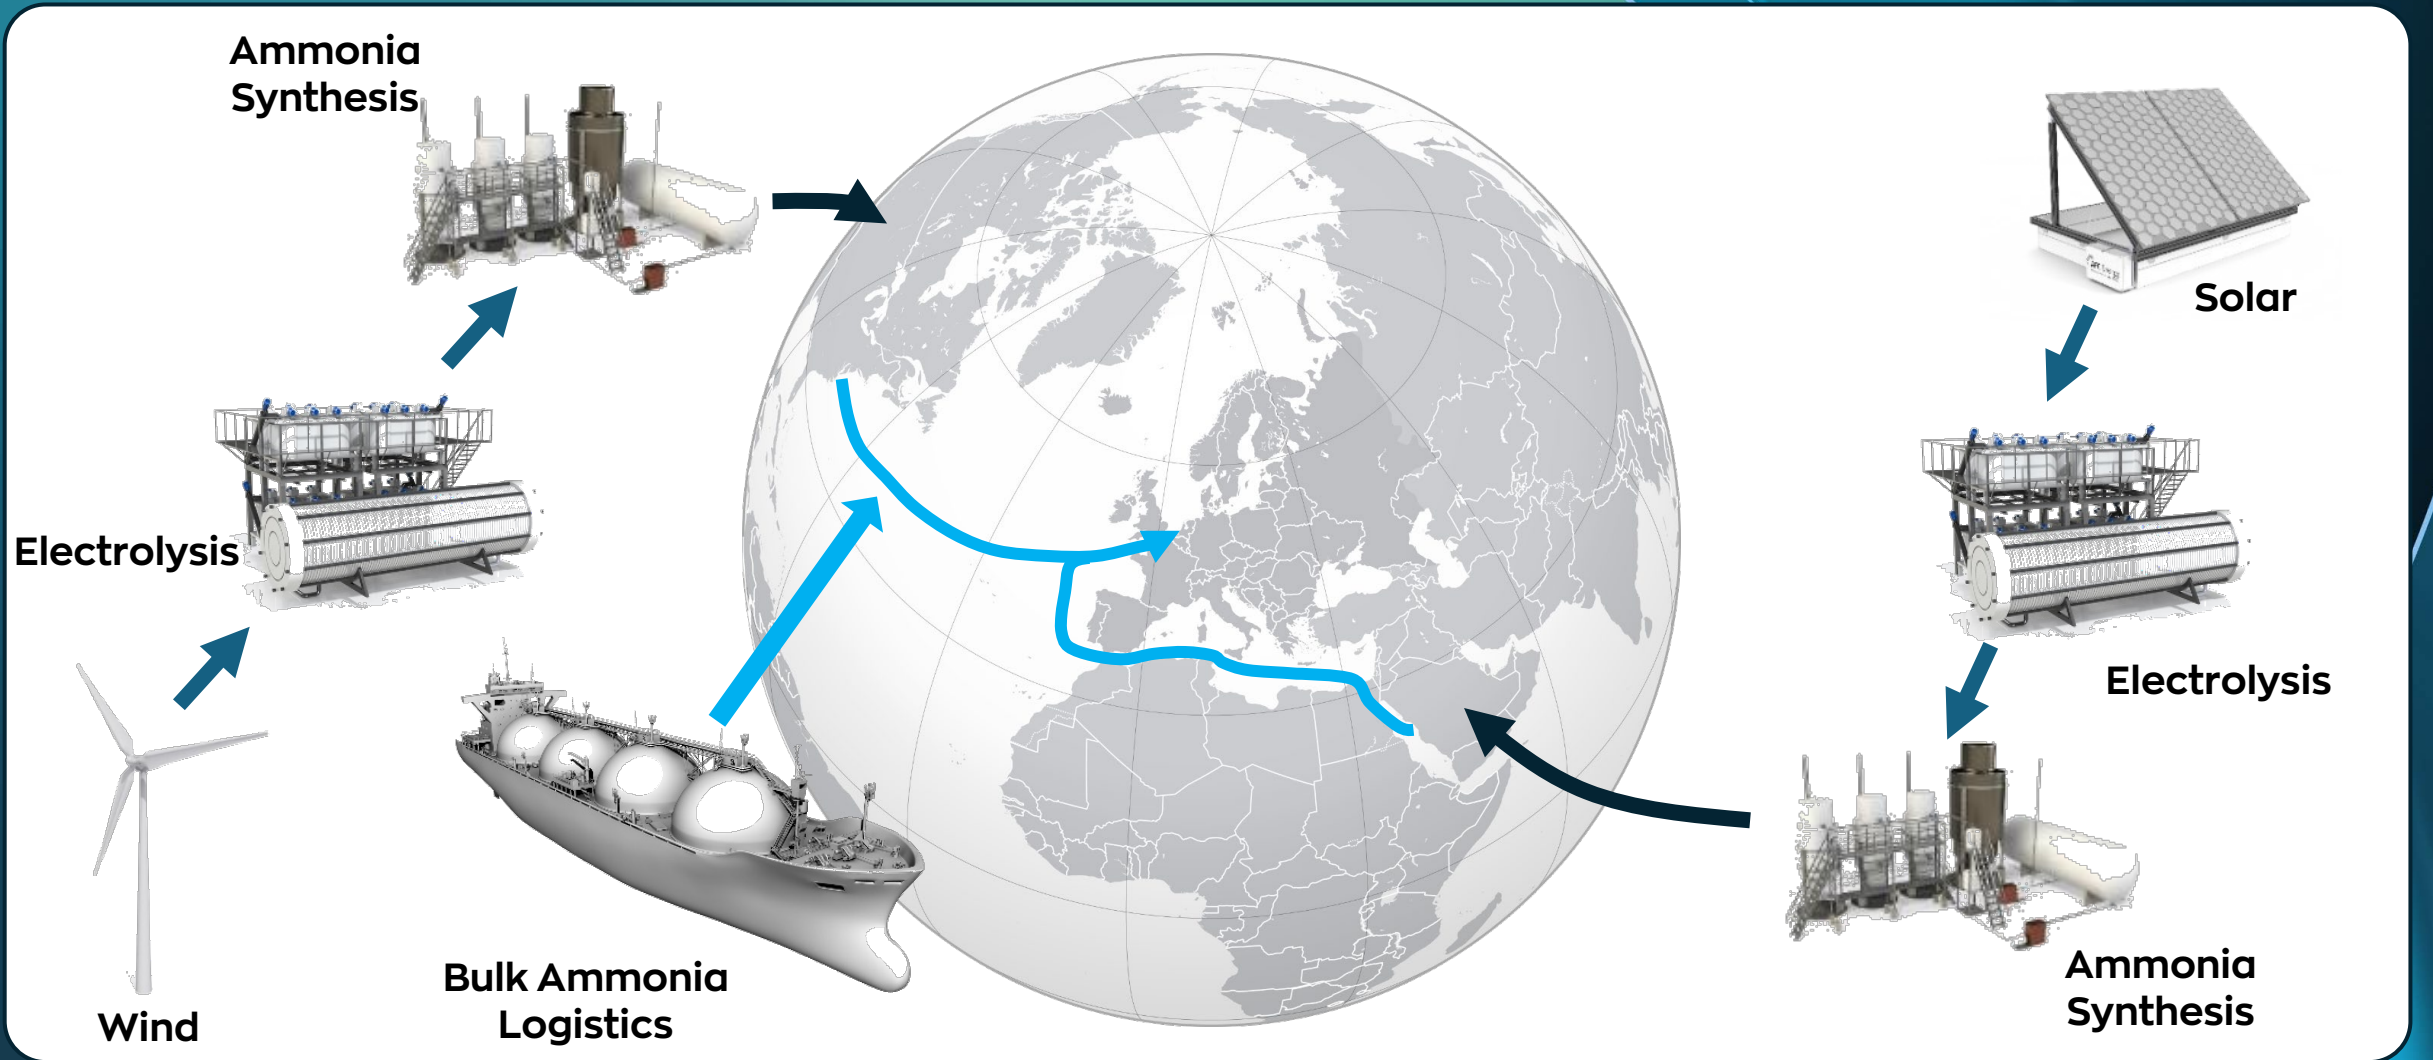 Ammonia
Synthesis
Electrolysis
Wind
Bulk Ammonia
Logistics
Solar
Electrolysis
Ammonia
Synthesis